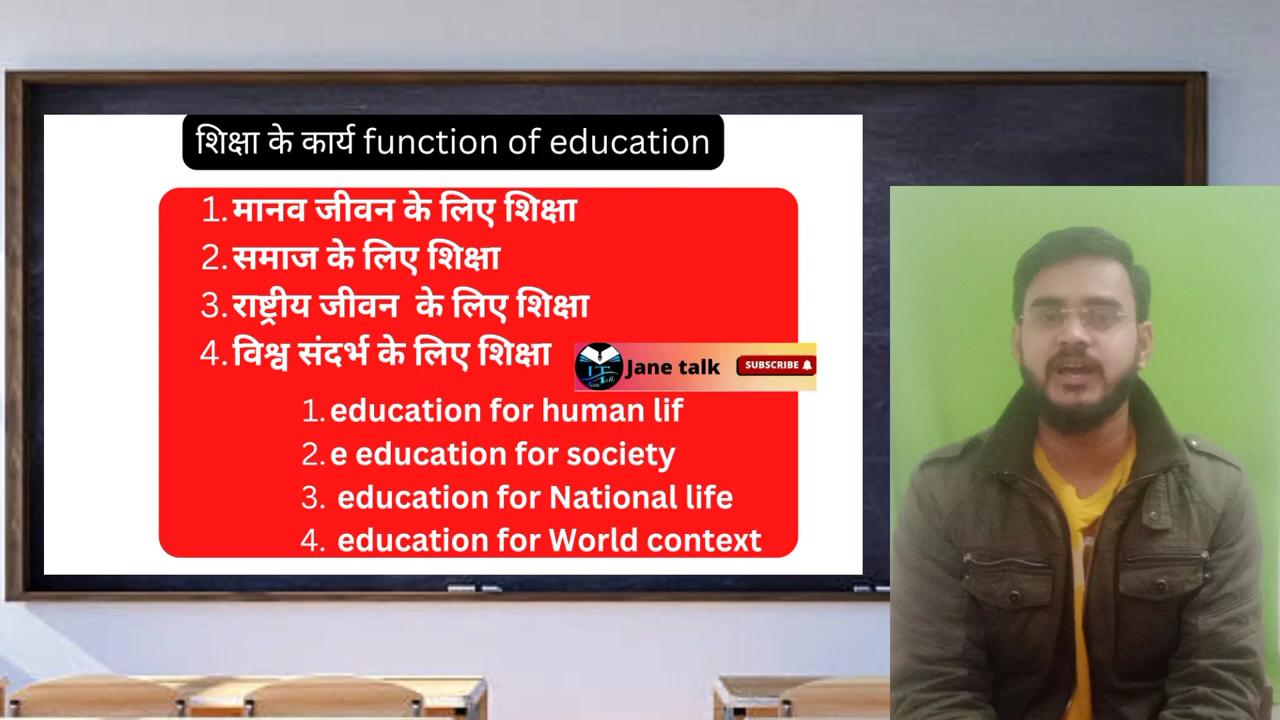 शिक्षा के कार्य function of education
1. मानव जीवन के लिए शिक्षा
2. समाज के लिए शिक्षा
3. राष्ट्रीय जीवन के लिए शिक्षा
4. विश्व संदर्भ के लिए शिक्षा
Jane talk SUBSCRIBE
1. education for human lif
2. e education for society
3. education for National life
4. education for World context